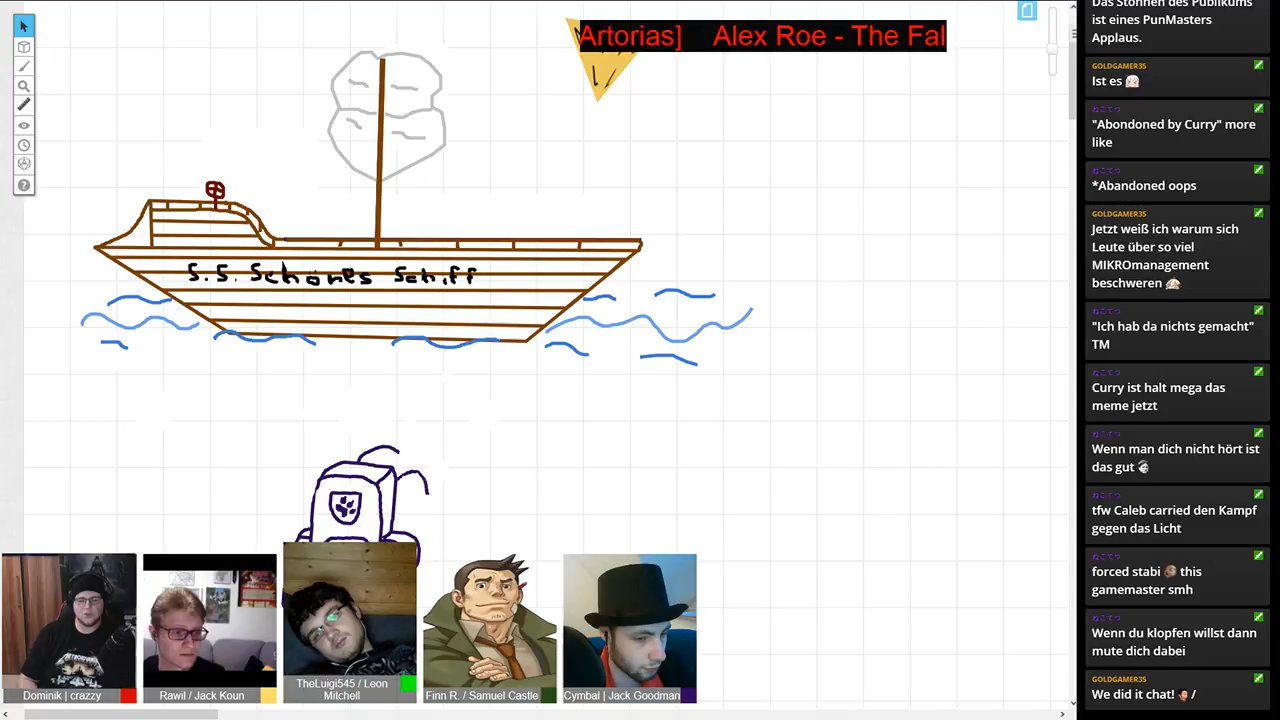 Artorias]    Alex Roe - The Fal
S.S. Schönes Schiff
Dominik | crazzy
Rawil / Jack Koun
TheLuigi545 / Leon
Mitchell
Finn R. / Samuel Castle
Cymbal | Jack Goodman
Das Stöhnen des Publikums
ist eines PunMasters
Applaus.
GOLDGAMER35
Ist es
ねこてつ
"Abondoned by Curry" more
like
*Abandoned oops
GOLDGAMER35
Jetzt weiß ich warum sich
Leute über so viel
MIKROmanagement
beschweren
"Ich hab da nichts gemacht"
TM
Curry ist halt mega das
meme jetzt
Wenn man dich nicht hört ist
das gut
tfw Caleb carried den Kampf
gegen das Licht
forced stabi this
gamemaster smh
Wenn du klopfen willst dann
mute dich dabei
GOLDGAMER35
We did it chat! /